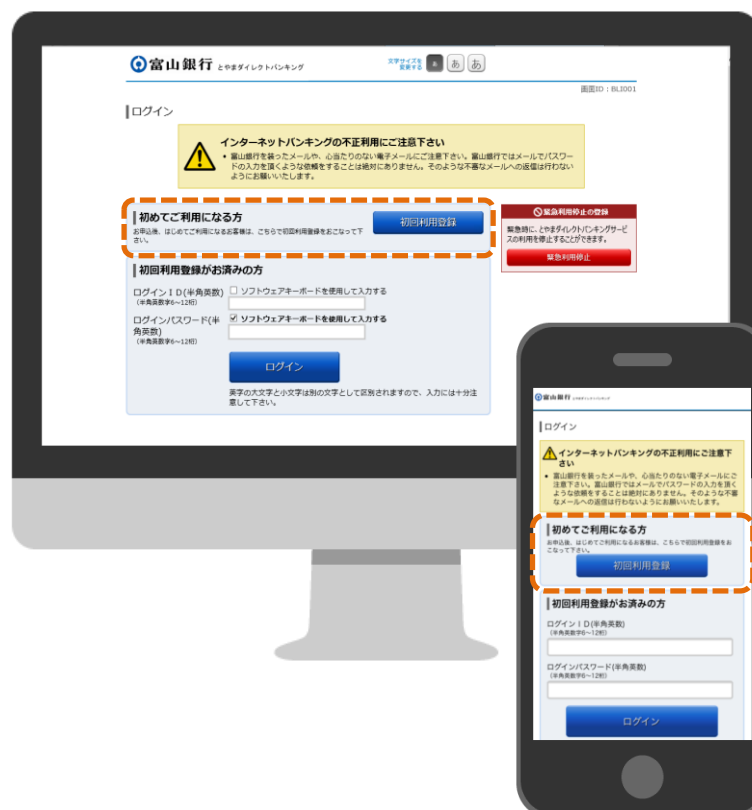 富山銀行 とやまダイレクトバンキング
文字サイズを
変更する
あ あ あ
画面ID：BLI001
ログイン
インターネットバンキングの不正利用にご注意下さい
• 富山銀行を装ったメールや、心当たりのない電子メールにご注意下さい。富山銀行ではメールでパスワー
ドの入力を頂くような依頼をすることは絶対にありません。そのような不審なメールへの返信は行わない
ようにお願いいたします。
初めてご利用になる方
お申込後、はじめてご利用になるお客様は、こちらで初回利用登録をおこなって下
さい。
初回利用登録
緊急利用停止の登録
緊急時に、とやまダイレクトバンキングサービ
スの利用を停止することができます。
緊急利用停止
初回利用登録がお済みの方
ログインＩＤ(半角英数)
（半角英数字6～12桁）
ソフトウェアキーボードを使用して入力する
ログインパスワード(半
角英数)
（半角英数字6～12桁）
ソフトウェアキーボードを使用して入力する
ログイン
英字の大文字と小文字は別の文字として区別されますので、入力には十分注
意して下さい。
富山銀行 とやまダイレクトバンキング
ログイン
インターネットバンキングの不正利用にご注意下
さい
• 富山銀行を装ったメールや、心当たりのない電子メールにご
注意下さい。富山銀行ではメールでパスワードの入力を頂く
ような依頼をすることは絶対にありません。そのような不審
なメールへの返信は行わないようにお願いいたします。
初めてご利用になる方
お申込後、はじめてご利用になるお客様は、こちらで初回利用登録をお
こなって下さい。
初回利用登録
初回利用登録がお済みの方
ログインＩＤ(半角英数)
（半角英数字6～12桁）
ログインパスワード(半角英数)
（半角英数字6～12桁）
ログイン